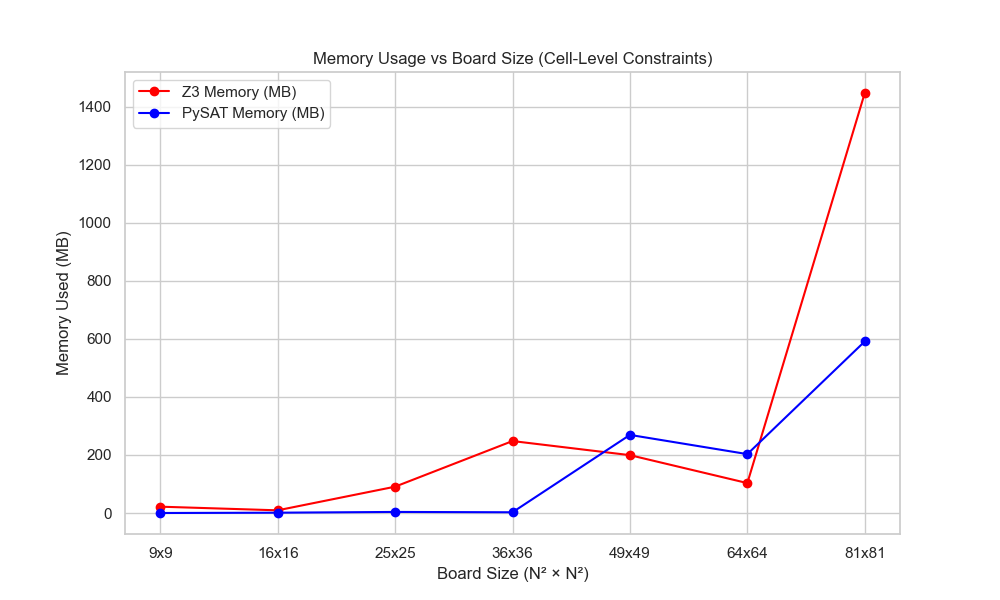 Memory Usage vs Board Size (Cell-Level Constraints)
Z3 Memory (MB)
PySAT Memory (MB)
Memory Used (MB)
1400
1200
1000
800
600
400
200
0
9x9 16x16 25x25 36x36 49x49 64x64 81x81
Board Size (N² × N²)